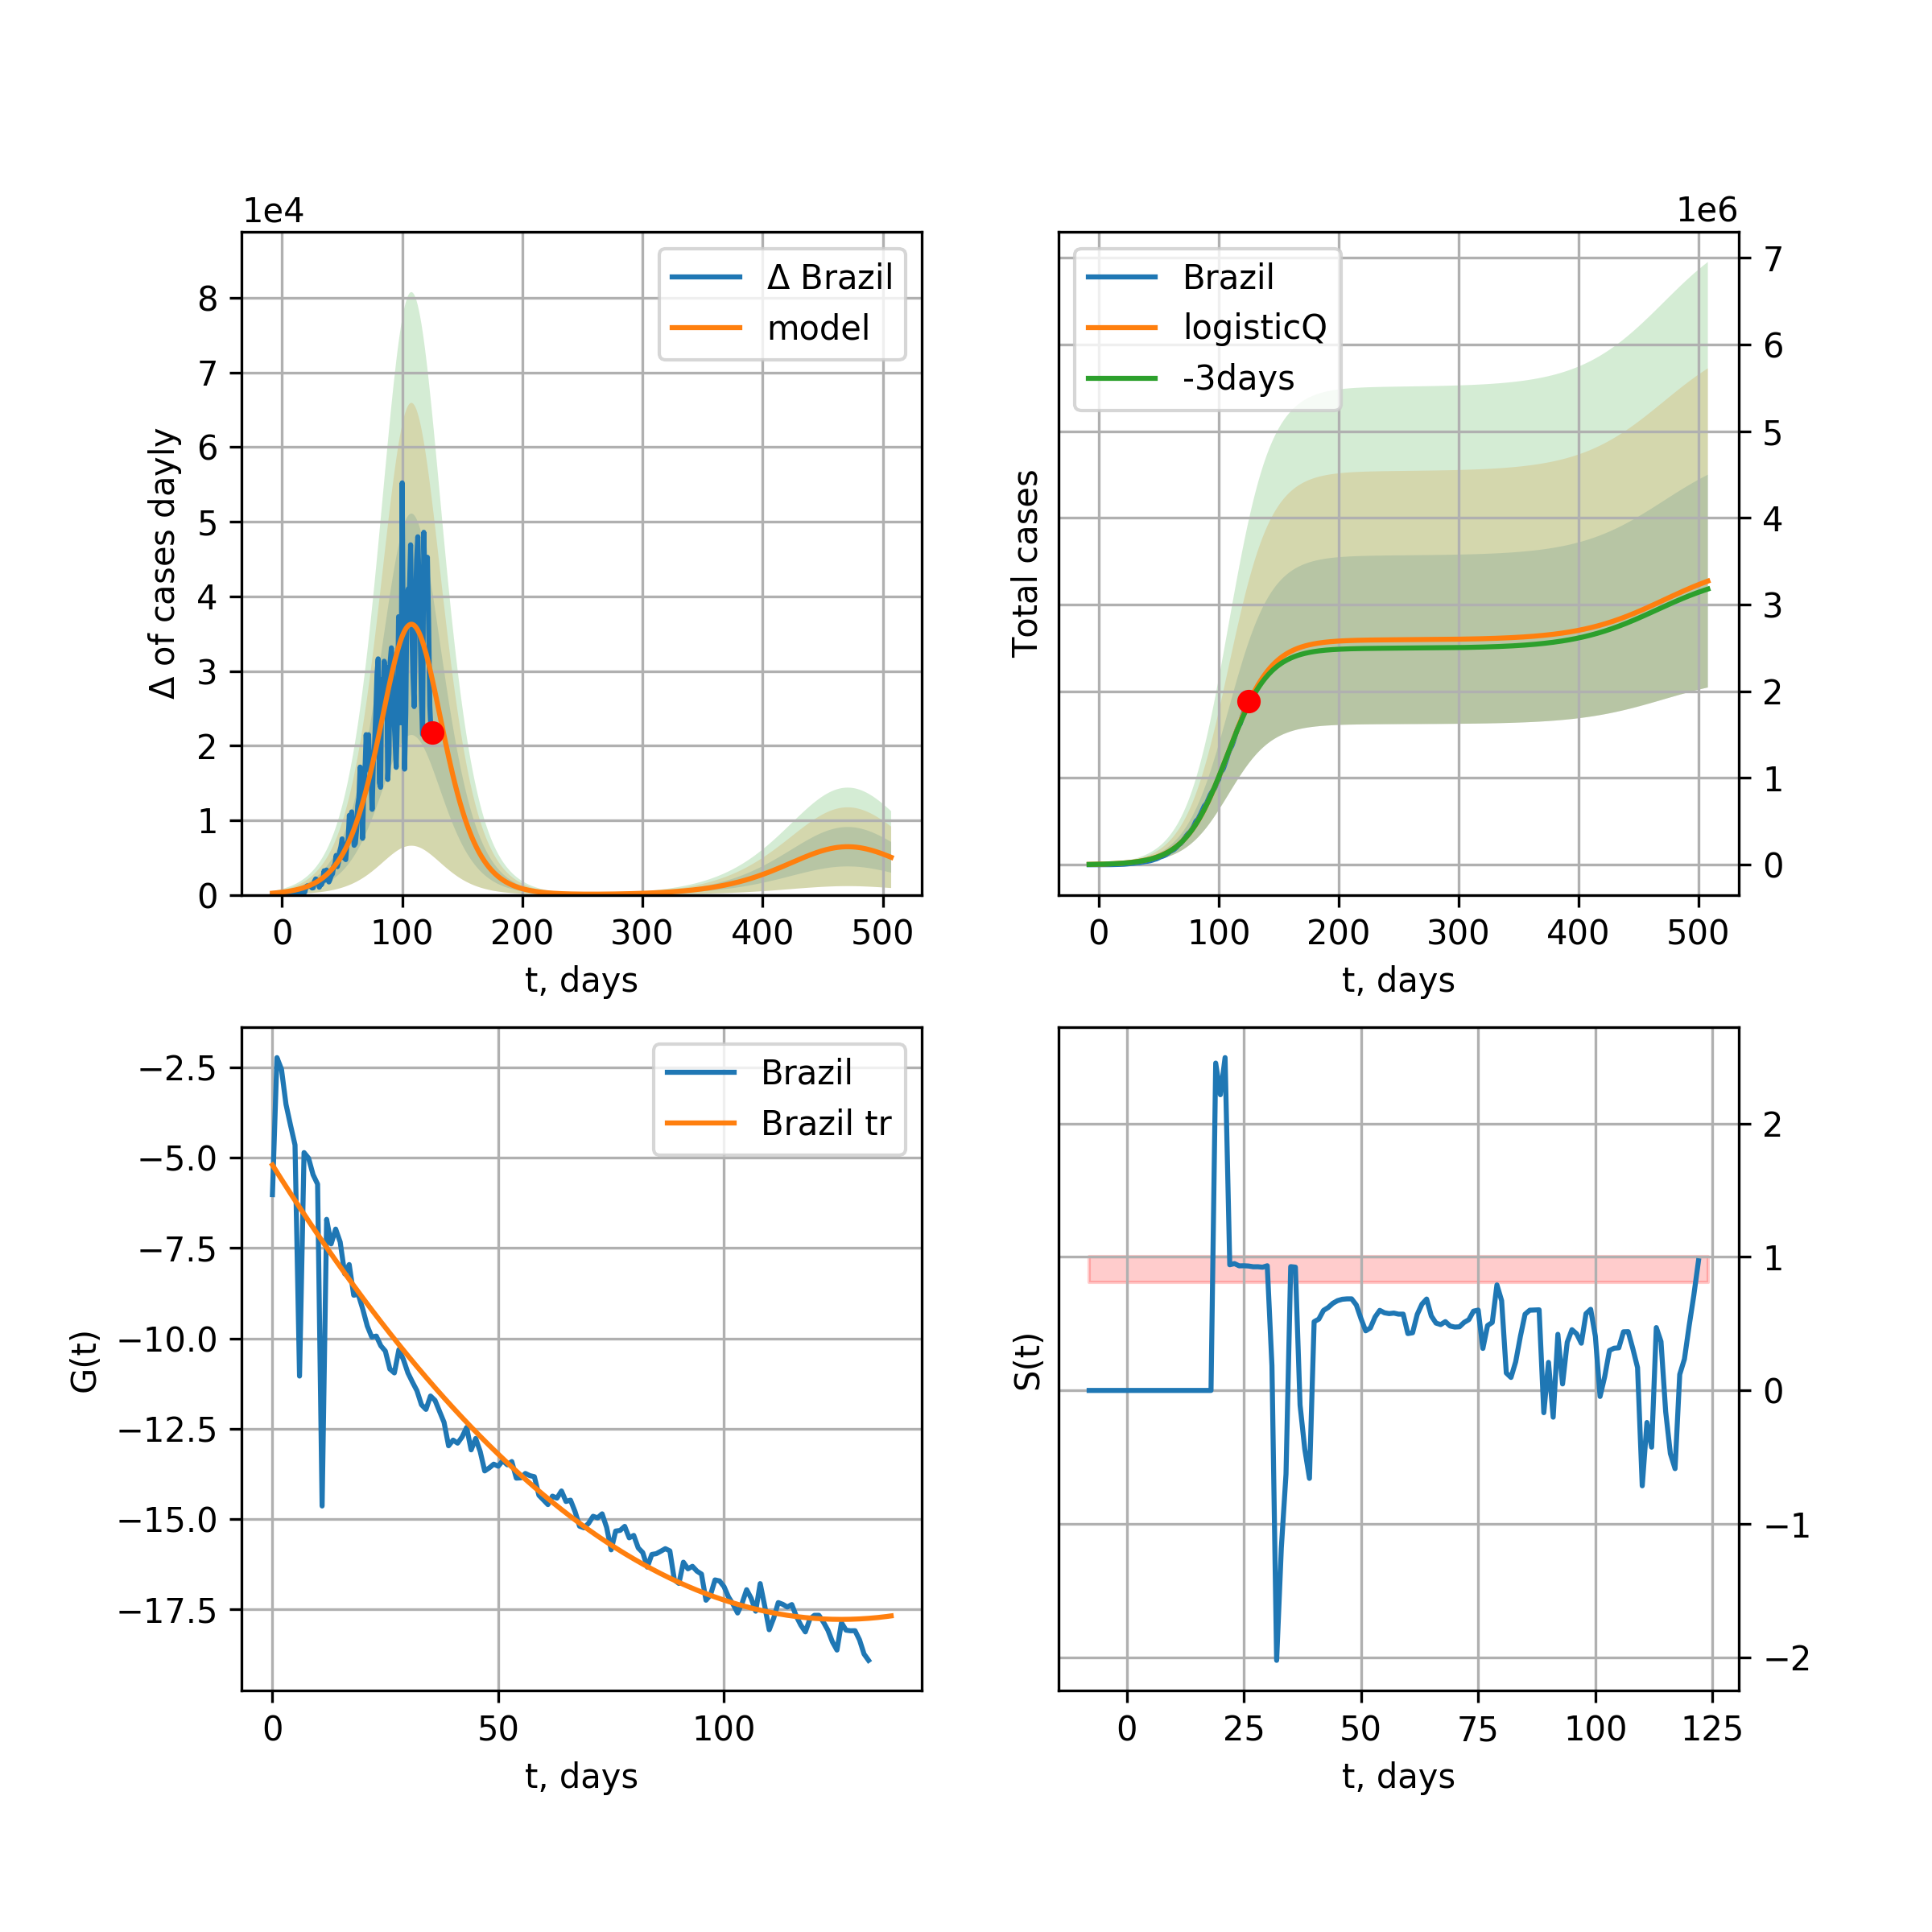 1e4
Δ of cases dayly
8
7
6
5
4
3
2
1
0
Δ Brazil
model
0 100 200 300 400 500
t, days
1e6
Total cases
Brazil
logisticQ
-3days
7
6
5
4
3
2
1
0
0 100 200 300 400 500
t, days
G(t)
−2.5
−5.0
−7.5
−10.0
−12.5
−15.0
−17.5
Brazil
Brazil tr
0 50 100
t, days
S(t)
2
1
0
−1
−2
0 25 50 75 100 125
t, days